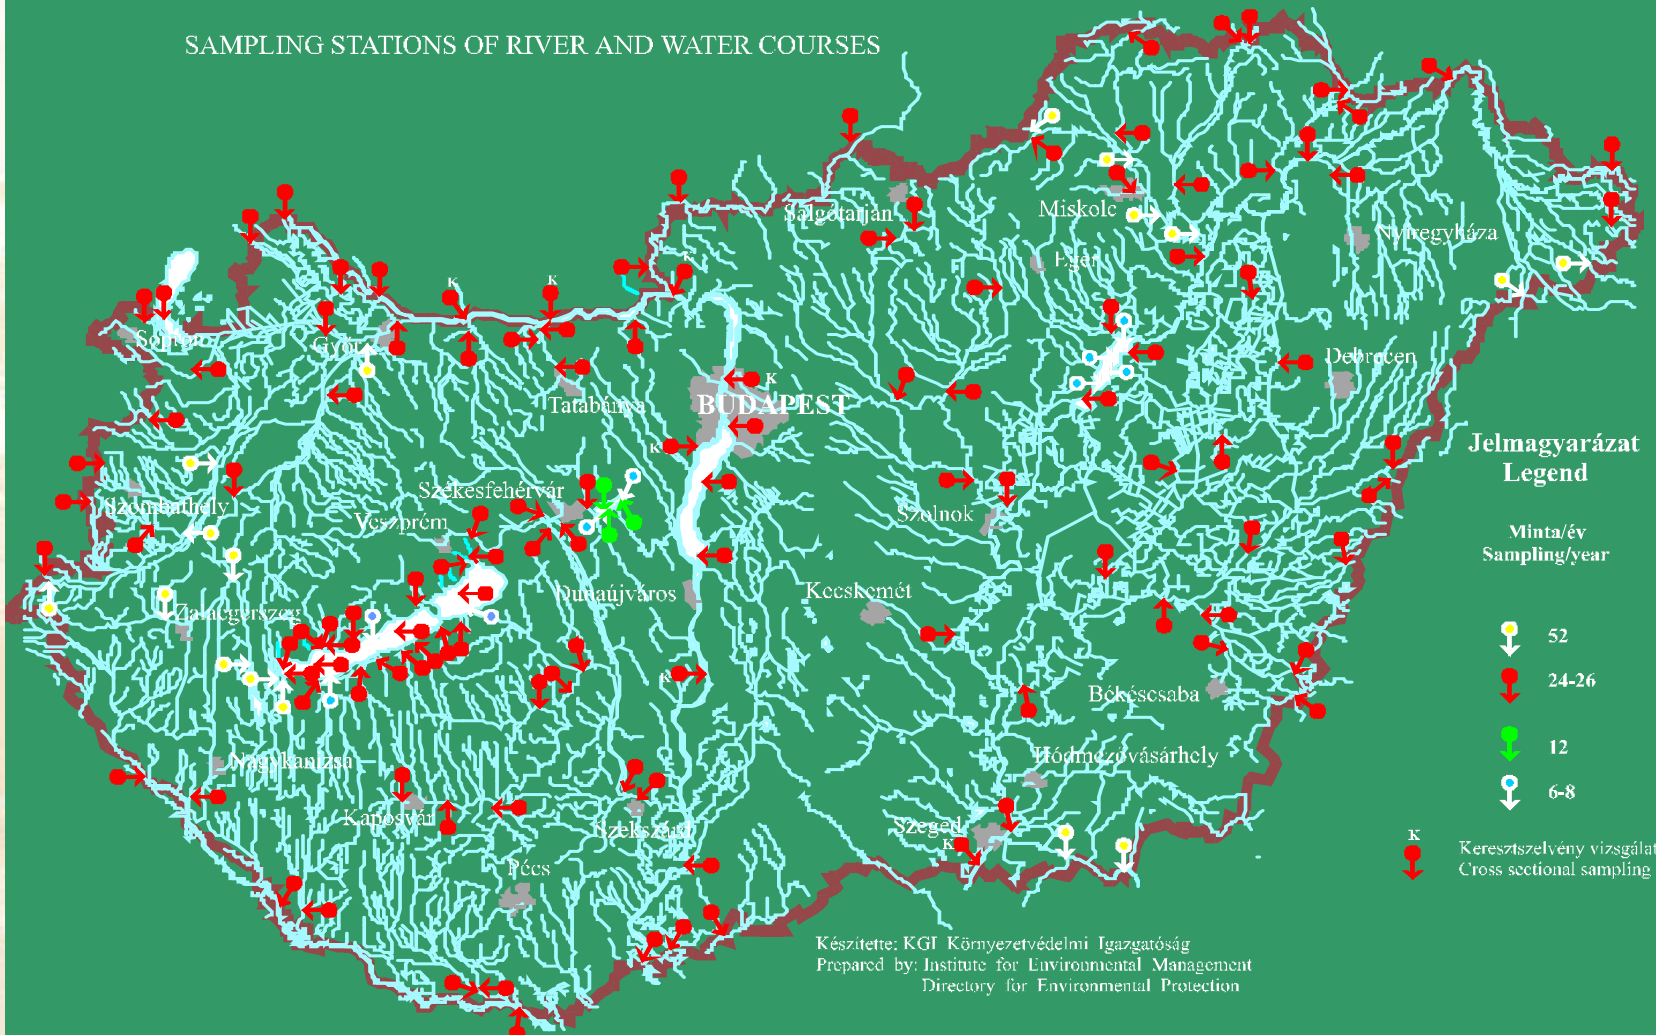 SAMPLING STATIONS OF RIVER AND WATER COURSES
Salgótarján
Miskolc
Nyíregyháza
Eger
K
K
K
Sopron
Győr
Debrecen
Tatabánya
K
BUDAPEST
K
Jelmagyarázat
Legend
Szombathely
Székesfehérvár
Veszprém
Szolnok
Minta/év
Sampling/year
Zalaegerszeg
Dunaújváros
Kecskemét
52
K
24-26
Békéscsaba
12
Nagykanizsa
Hódmezővásárhely
6-8
Kaposvár
Szekszárd
Szeged
K
K
Keresztszelvény vizsgálat
Cross sectional sampling
Pécs
Készítette: KGI Környezetvédelmi Igazgatóság
Prepared by: Institute for Environmental Management
Directory for Environmental Protection